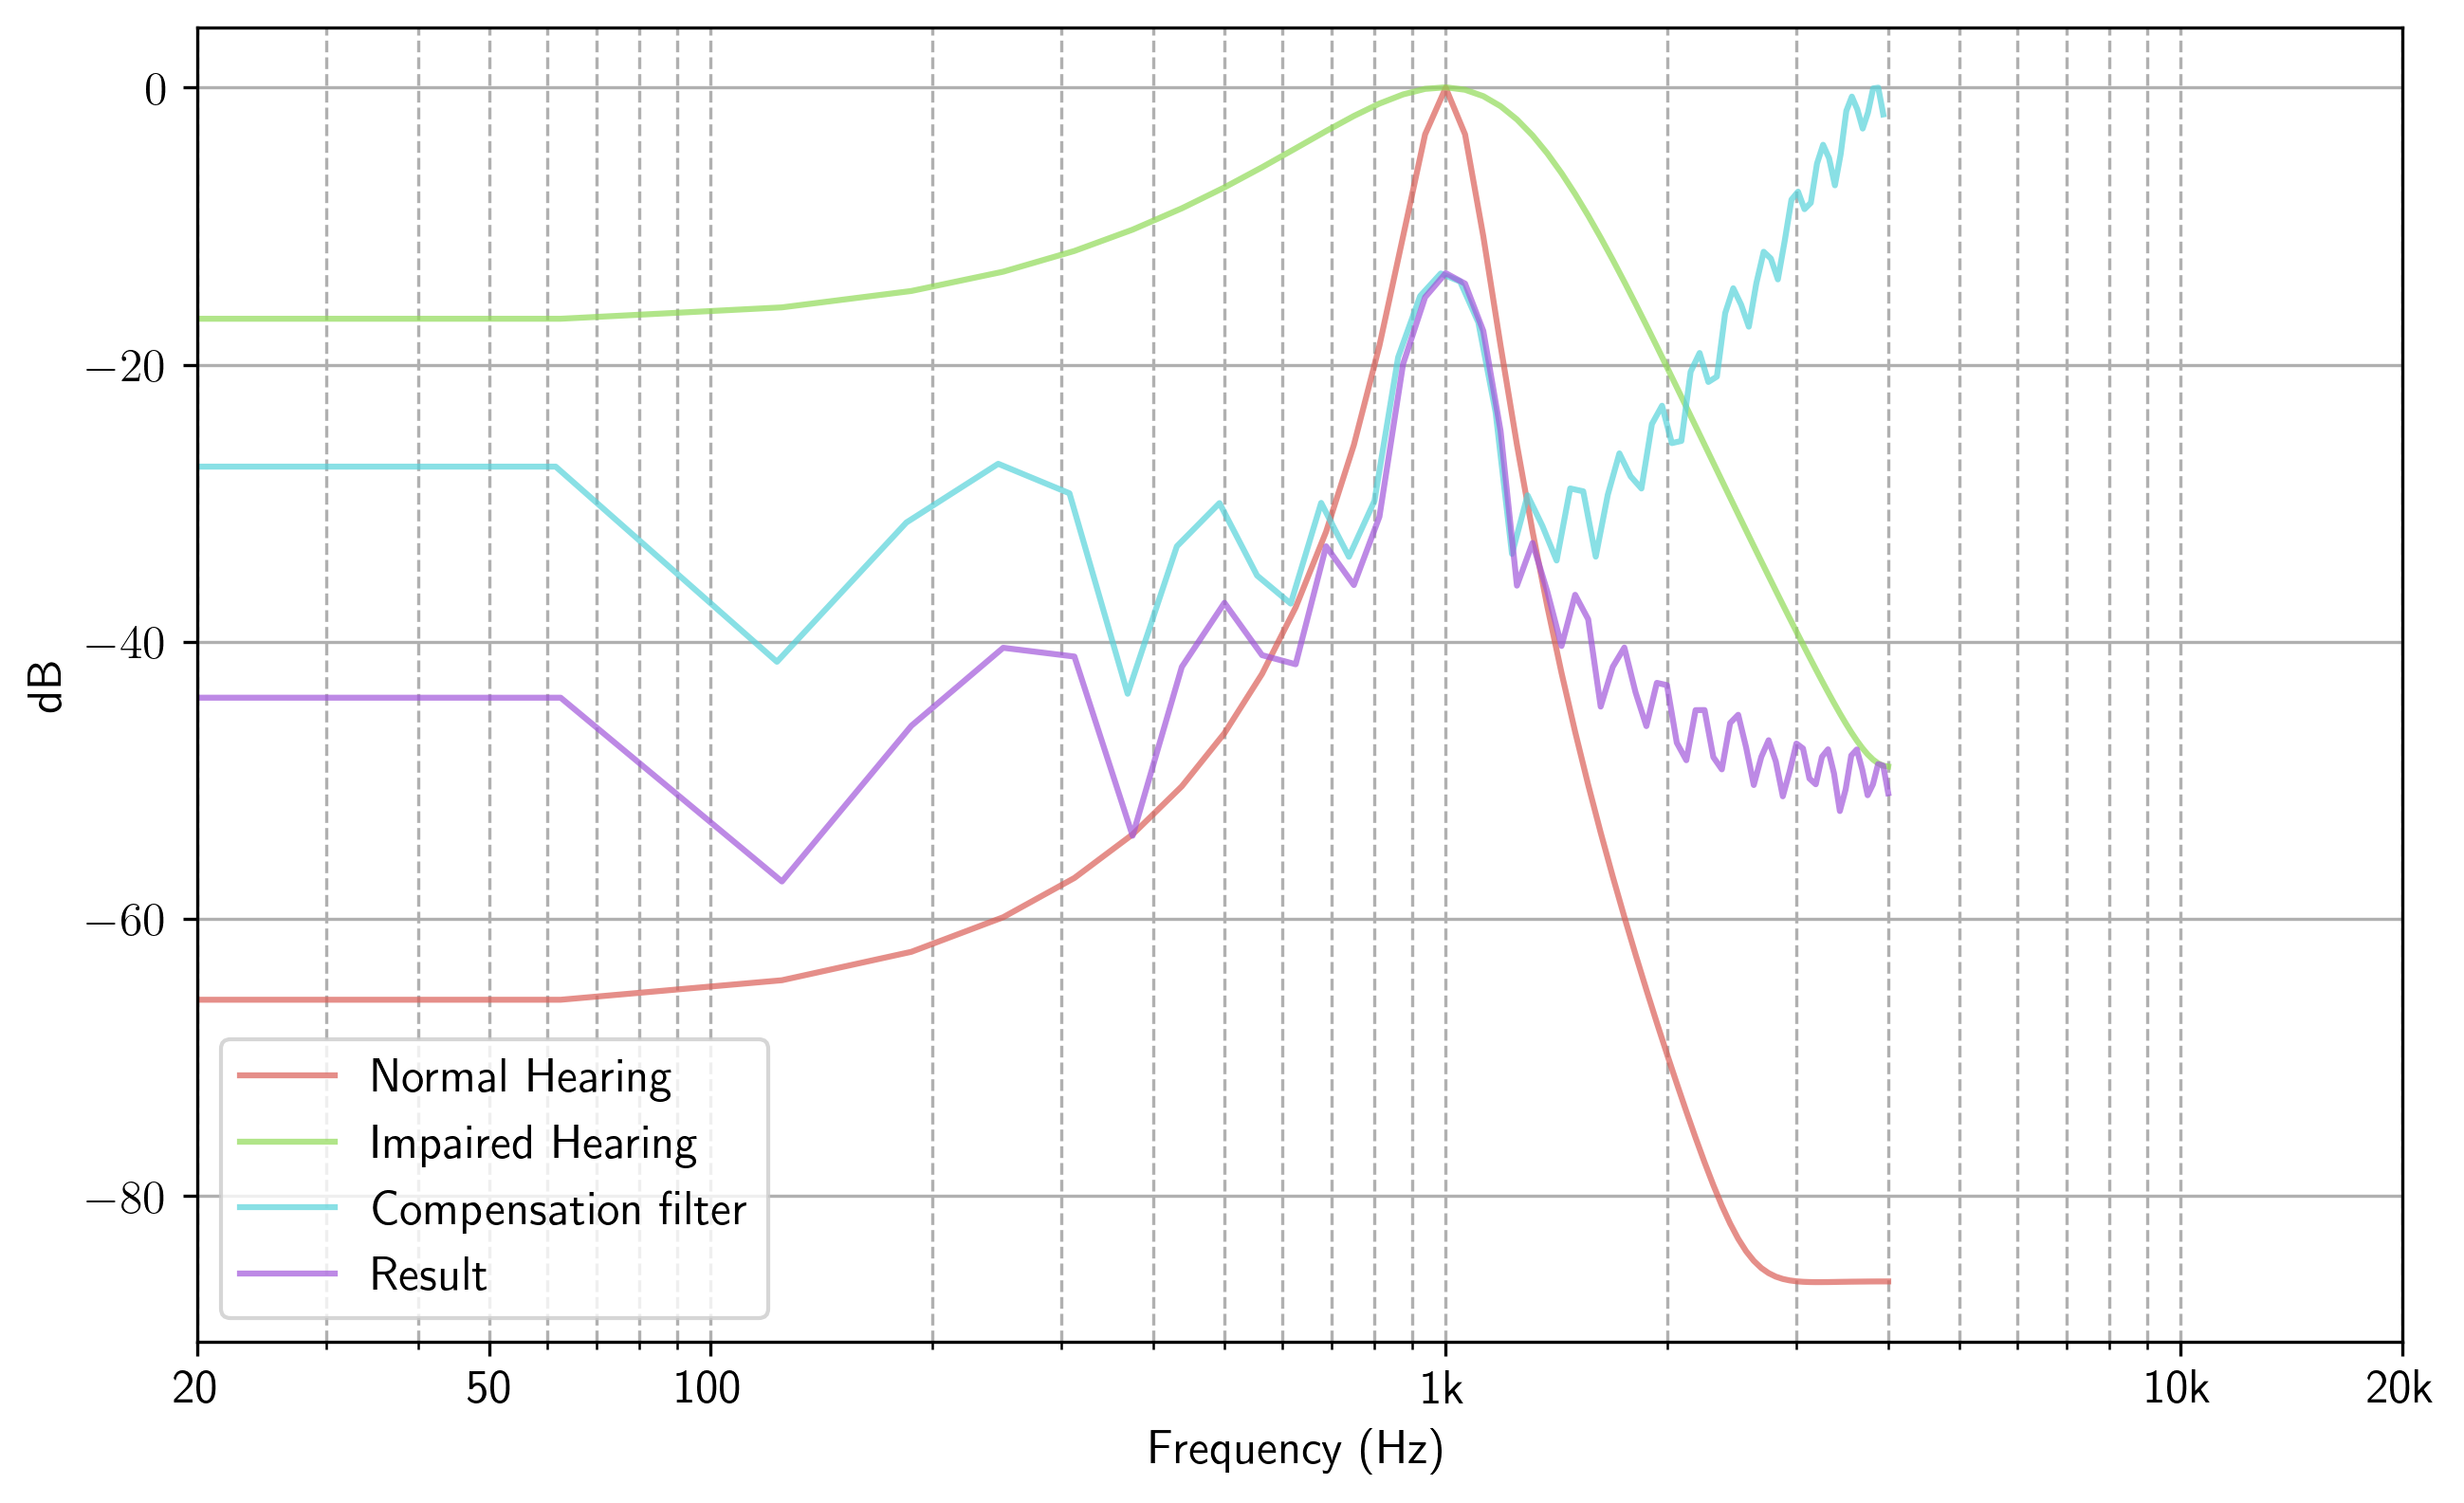 0
−20
−40
−60
−80
dB
Normal Hearing
Impaired Hearing
Compensation filter
Result
20 50 100 1k 10k 20k
Frequency (Hz)